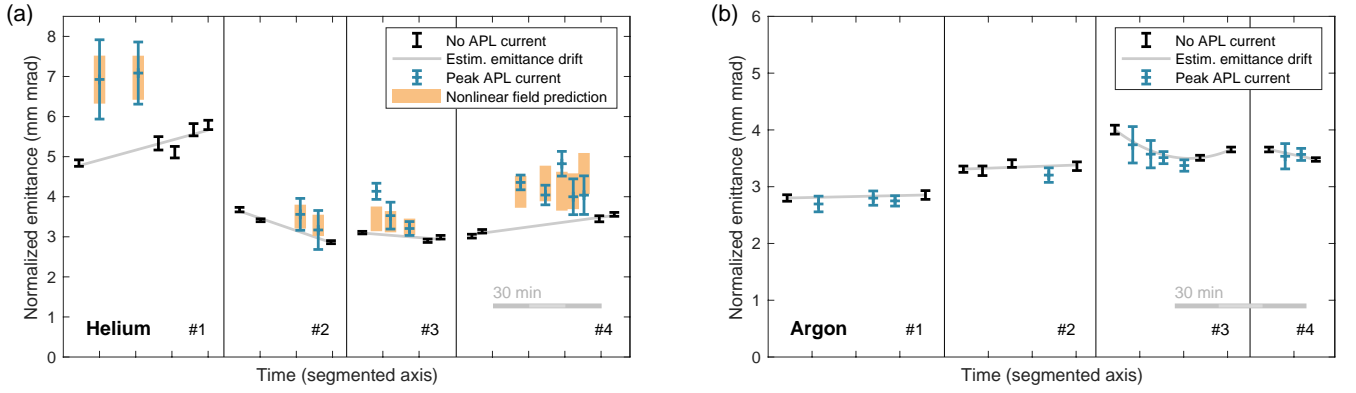 (a)
Normalized emittance (mm mrad)
8
7
6
5
4
3
2
1
0
No APL current
Estim. emittance drift
Peak APL current
Nonlinear field prediction
30 min
Helium #1 #2 #3 #4
Time (segmented axis)
(b)
Normalized emittance (mm mrad)
6
5
4
3
2
1
0
No APL current
Estim. emittance drift
Peak APL current
30 min
Argon #1 #2 #3 #4
Time (segmented axis)